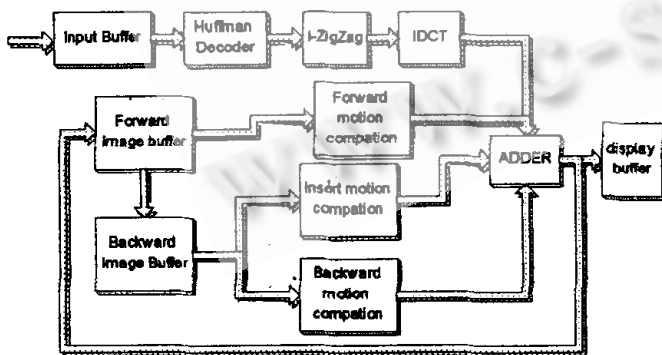 Input Buffer
Huffman
Decoder
i-ZigZag
IDCT
Forward
image buffer
Forward
motion
compation
ADDER
display
buffer
Insert motion
compation
Backward
Image Buffer
Backward
motion
compation